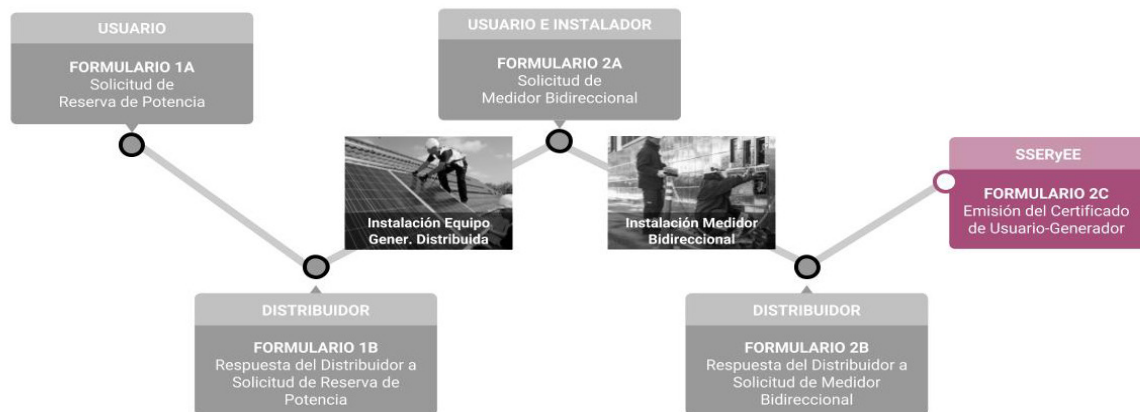 USUARIO
FORMULARIO 1A
Solicitud de
Reserva de Potencia
USUARIO E INSTALADOR
FORMULARIO 2A
Solicitud de
Medidor Bidireccional
Instalación Equipo
Gener. Distribuida
Instalación Medidor
Bidireccional
SSERyEE
FORMULARIO 2C
Emisión del Certificado
de Usuario-Generador
DISTRIBUIDOR
FORMULARIO 1B
Respuesta del Distribuidor a
Solicitud de Reserva de
Potencia
DISTRIBUIDOR
FORMULARIO 2B
Respuesta del Distribuidor a
Solicitud de Medidor
Bidireccional